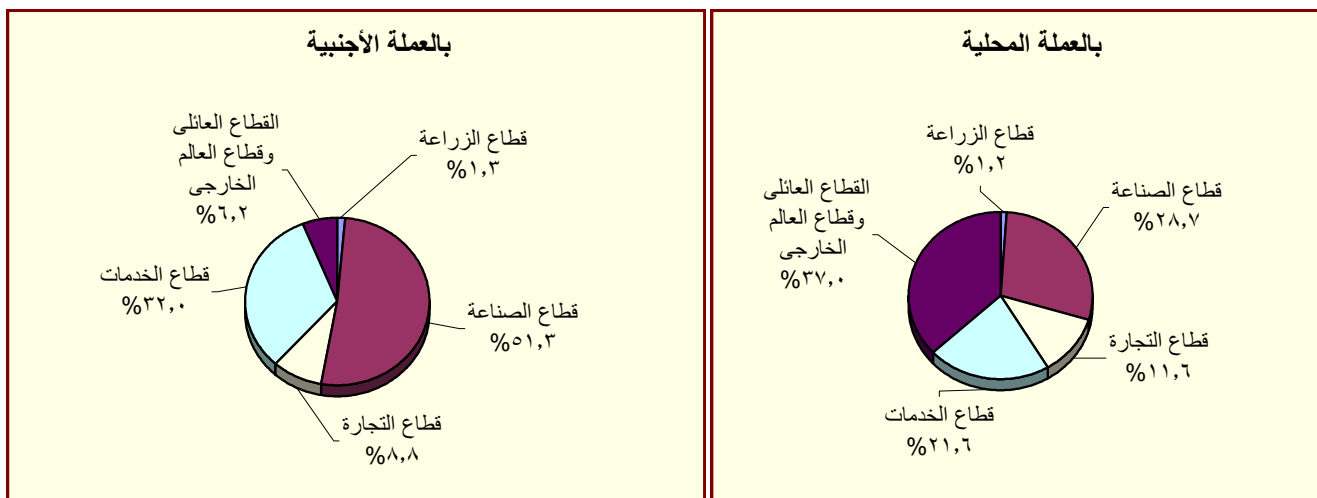 بالعملة المحلية
قطاع الزراعة
%١,٢
قطاع الصناعة
%٢٨,٧
قطاع التجارة
%١١,٦
قطاع الخدمات
%٢١,٦
القطاع العائلى
وقطاع العالم
الخارجى
%٣٧,٠
بالعملة الأجنبية
قطاع الزراعة
%١,٣
قطاع الصناعة
%٥١,٣
قطاع التجارة
%٨,٨
قطاع الخدمات
%٣٢,٠
القطاع العائلى
وقطاع العالم
الخارجى
%٦,٢